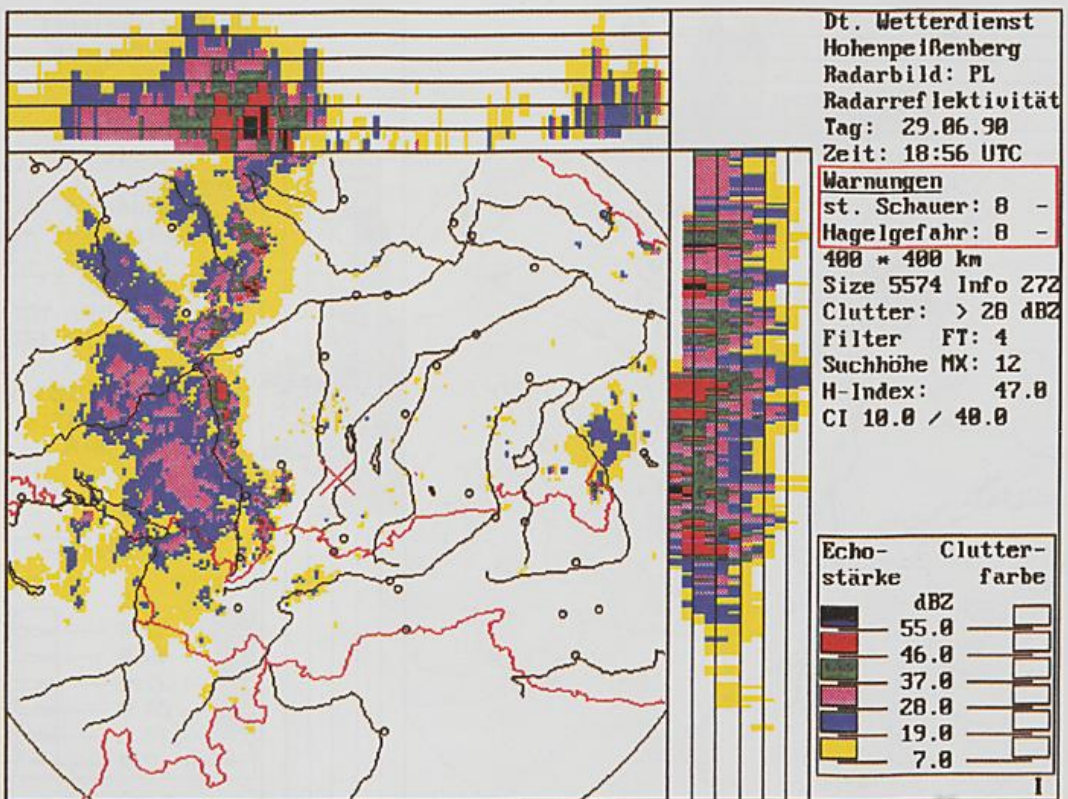 Dt. Wetterdienst
Hohenpeißenberg
Radarbild: PL
Radarreflektivität
Tag: 29.06.90
Zeit: 18:56 UTC
Warnungen
st. Schauer: 8 -
Hagelgefahr: 8 -
400 * 400 km
Size 5574 Info 272
Clutter: > 28 dBZ
Filter FT: 4
Suchhöhe MX: 12
H-Index: 47.0
CI 10.0 / 40.0
Echo- Clutter-
stärke farbe
dBZ
55.0
46.0
37.0
28.0
19.0
7.0
I